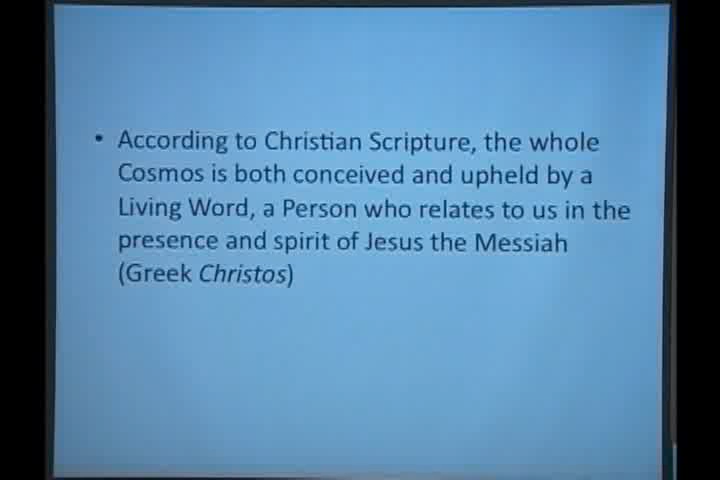 • According to Christian Scripture, the whole
Cosmos is both conceived and upheld by a
Living Word, a Person who relates to us in the
presence and spirit of Jesus the Messiah
(Greek Christos)